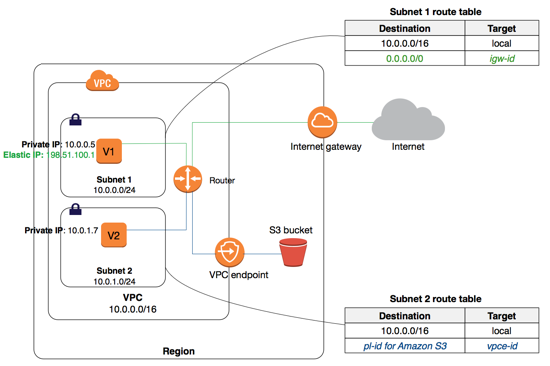 Subnet 1 route table
Destination Target
10.0.0.0/16 local
0.0.0.0/0 igw-id
VPC
Private IP: 10.0.0.5
Elastic IP: 198.51.100.1
V1
Subnet 1
10.0.0.0/24
Router
Internet gateway
Internet
Private IP: 10.0.1.7
V2
Subnet 2
10.0.1.0/24
S3 bucket
VPC endpoint
VPC
10.0.0.0/16
Region
Subnet 2 route table
Destination Target
10.0.0.0/16 local
pl-id for Amazon S3 vpce-id